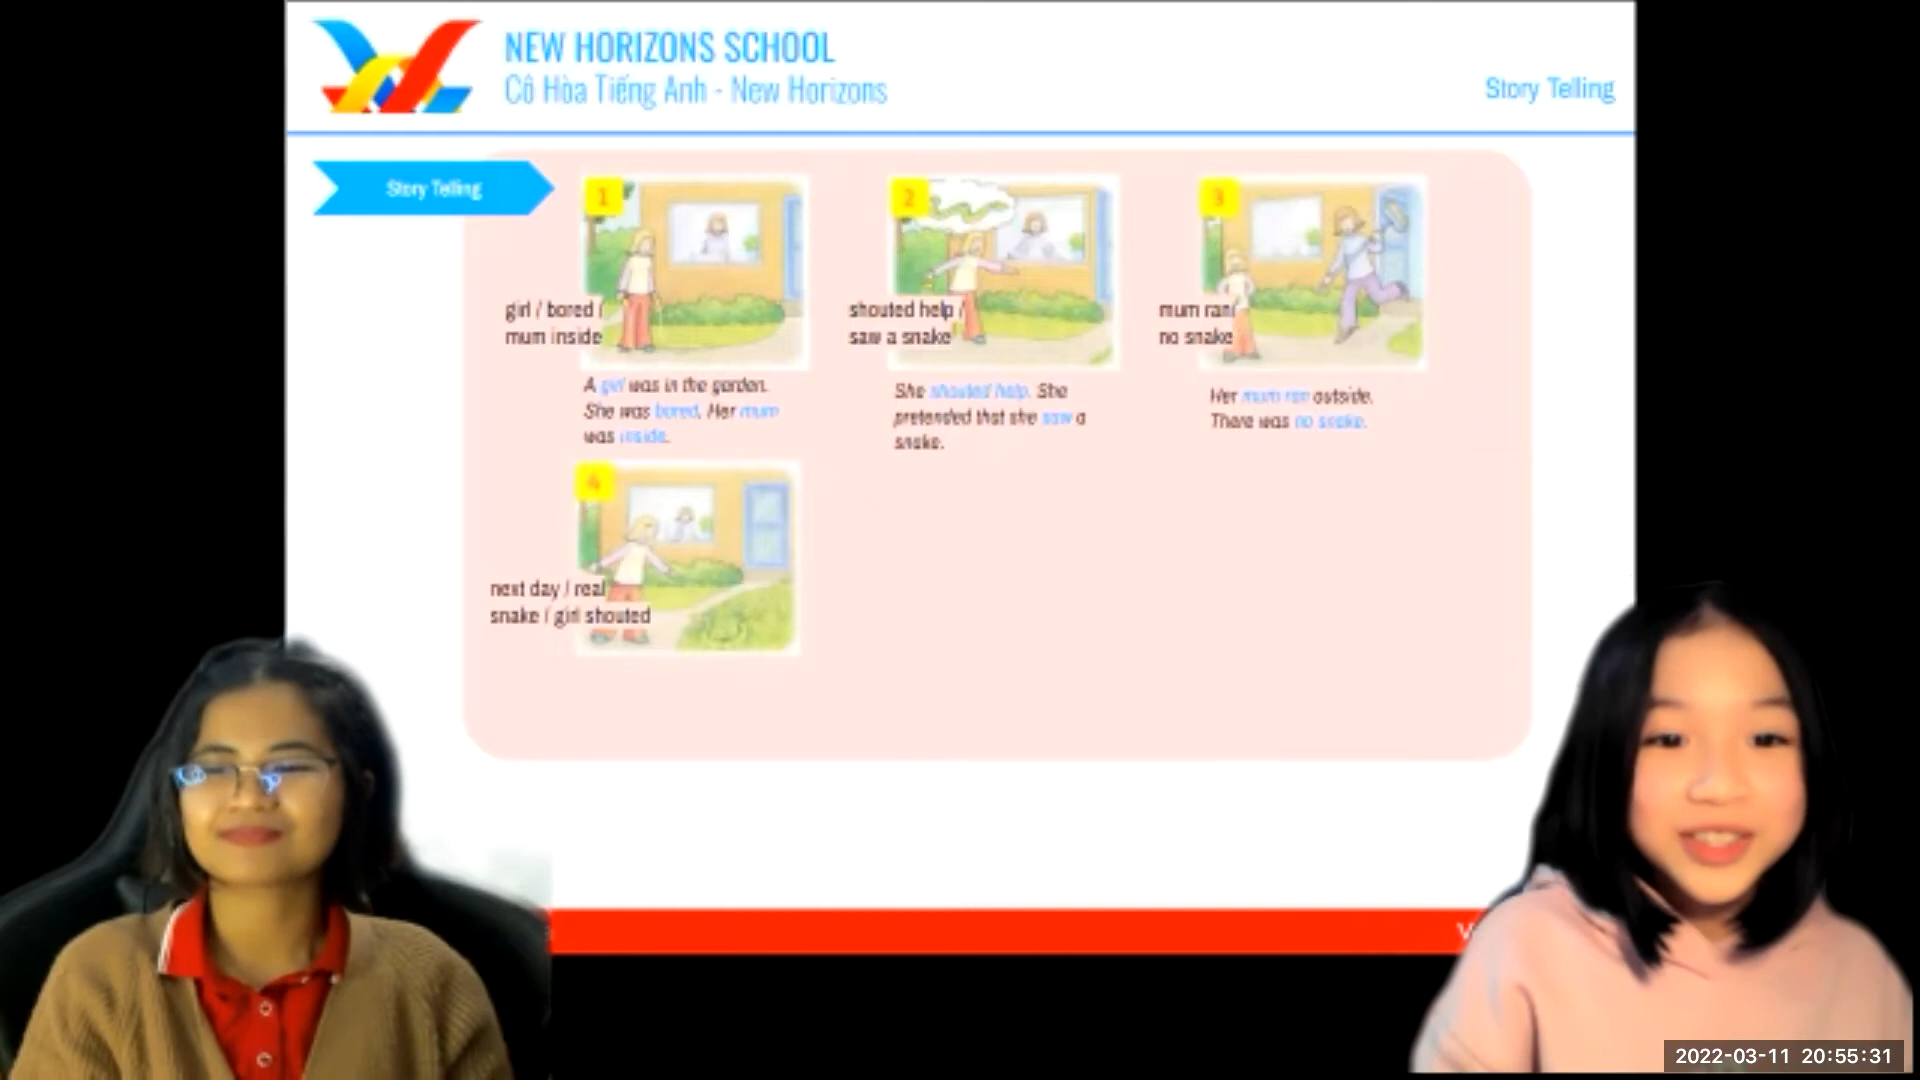 NEW HORIZONS SCHOOL
Cô Hòa Tiếng Anh - New Horizons
Story Telling
Story Telling
1
girl / bored /
mum inside
A girl was in the garden.
She was bored. Her mum
was inside.
2
shouted help /
saw a snake
She shouted help. She
pretended that she saw a
snake.
3
mum ran
no snake
Her mum ran outside.
There was no snake.
4
next day / real
snake / girl shouted
2022-03-11 20:55:31